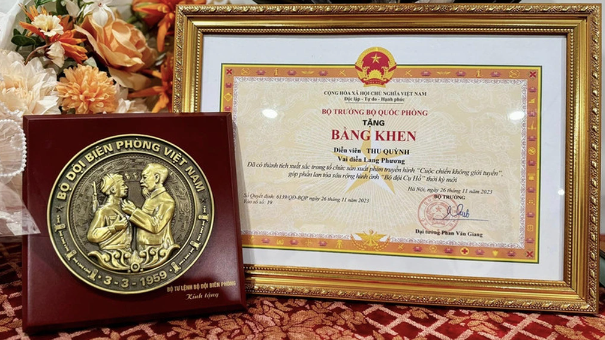 BỘ ĐỘI BIÊN PHÒNG VIỆT NAM
3-3-1959
BỘ TƯ LỆNH BỘ ĐỘI BIÊN PHÒNG
Kính tặng
CỘNG HÒA XÃ HỘI CHỦ NGHĨA VIỆT NAM
Độc lập - Tự do - Hạnh phúc
BỘ TRƯỞNG BỘ QUỐC PHÒNG
TẶNG
BẰNG KHEN
Diễn viên THU QUỲNH
Vai diễn Lang Phương
Đã có thành tích xuất sắc trong tổ chức sản xuất phim truyền hình “Cuộc chiến không giới tuyến”,
góp phần lan tỏa sâu rộng hình ảnh “Bộ đội Cụ Hồ” thời kỳ mới
Hà Nội, ngày 26 tháng 11 năm 2023
BỘ TRƯỞNG
Đại tướng Phan Văn Giang